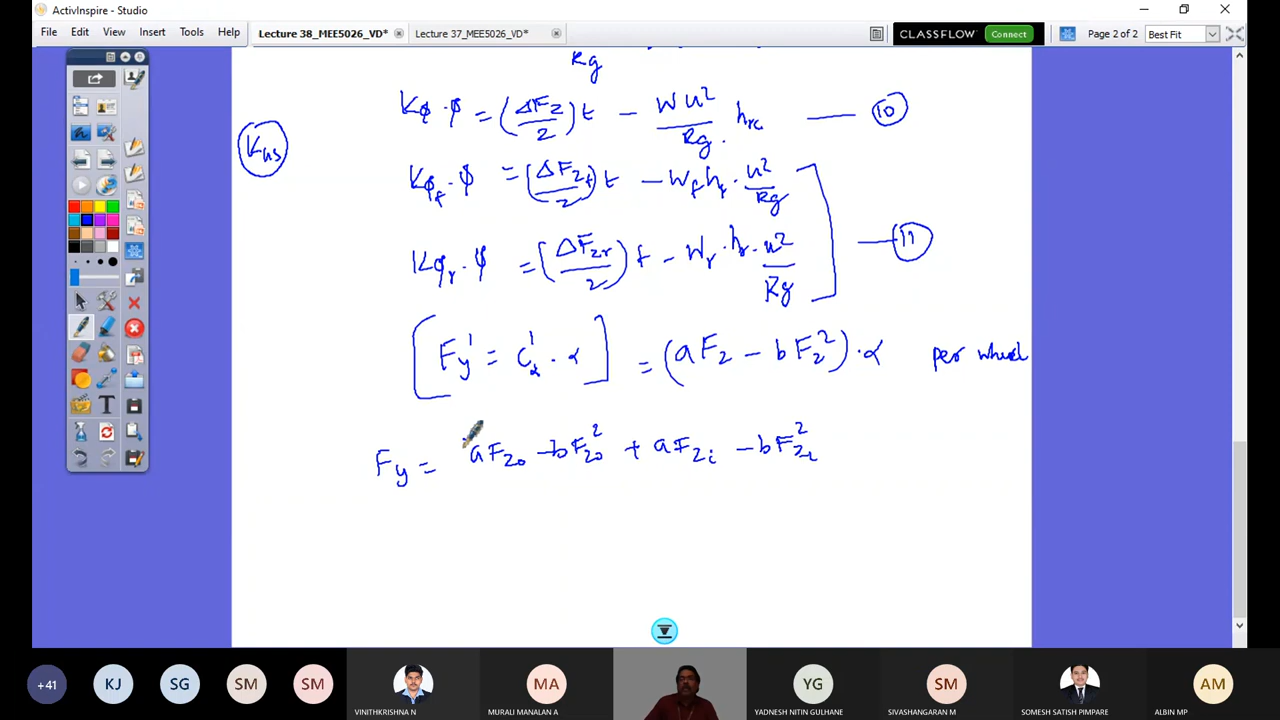 ActivInspire - Studio
File Edit View Insert Tools Help
Lecture 38_MEE5026_VD* Lecture 37_MEE5026_VD* CLASSFLOW Connect Page 2 of 2 Best Fit
Rg
Kφ·φ = (ΔFz/2) t − Wu²/Rg · hrc — (10)
Kus
Kφf·φ = (ΔFzf/2) t − Wf hf · u²/Rg
Kφr·φ = (ΔFzr/2) t − Wr·hr · u²/Rg — (11)
[Fy' = Cα'·α] = (aFz − bFz²)·α per wheel
Fy = aFzo − bFzo² + aFzi − bFzi²
+41 KJ SG SM SM VINITHKRISHNA N MA MURALI MANALAN A YG YADNESH NITIN GULHANE SM SIVASHANGARAN M SOMESH SATISH PIMPARE AM ALBIN MP